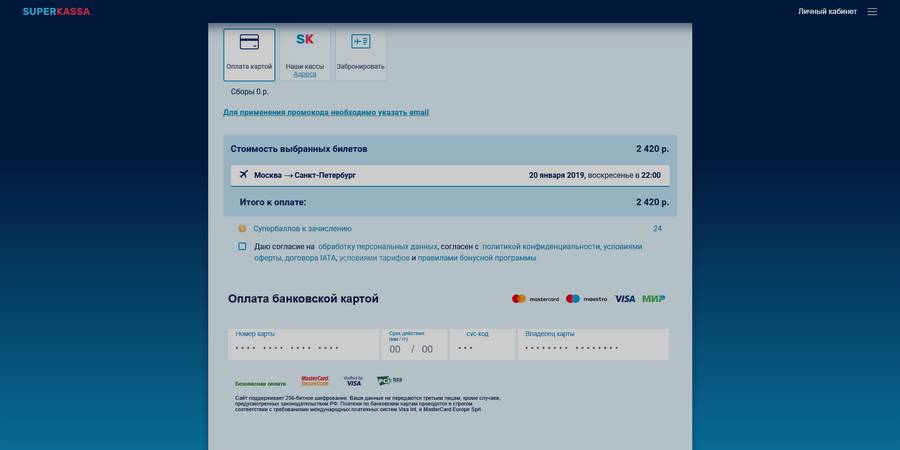 SUPERKASSA
Личный кабинет
Оплата картой
SK
Наши кассы
Адреса
Забронировать
Сборы 0 р.
Для применения промокода необходимо указать email
Стоимость выбранных билетов 2 420 р.
Москва → Санкт-Петербург 20 января 2019, воскресенье в 22:00
Итого к оплате: 2 420 р.
Супербаллов к зачислению 24
Даю согласие на обработку персональных данных, согласен с политикой конфиденциальности, условиями
оферты, договора IATA, условиями тарифов и правилами бонусной программы
Оплата банковской картой
mastercard maestro VISA МИР
Номер карты
Срок действия
(мм / гг)
00 / 00
cvc-код
Владелец карты
Безопасная оплата
MasterCard
SecureCode
Verified by
VISA
PCI DSS
Сайт поддерживает 256-битное шифрование. Ваши данные не передаются третьим лицам, кроме случаев,
предусмотренных законодательством РФ. Платежи по банковским картам проводятся в строгом
соответствии с требованиями международных платежных систем Visa Int. и MasterCard Europe Sprl.